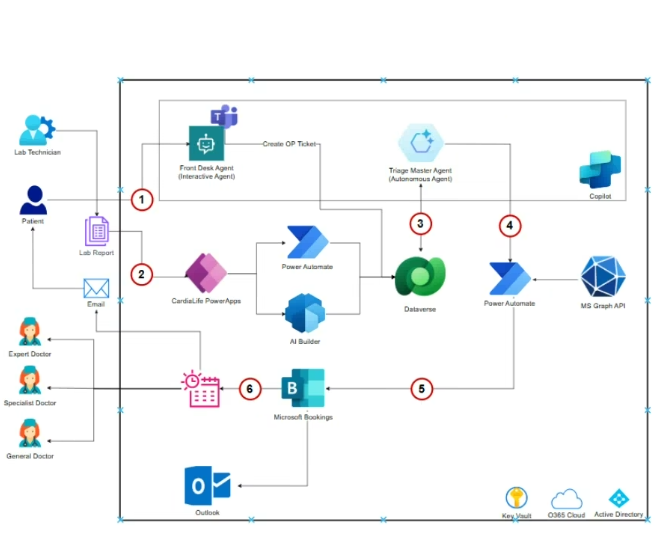 T
Lab Technician
Front Desk Agent
(Interactive Agent)
Create OP Ticket
Triage Master Agent
(Autonomous Agent)
Copilot
1
Patient
3
4
Lab Report
2
CardiaLife PowerApps
Power Automate
AI Builder
Dataverse
Power Automate
MS Graph API
Email
Expert Doctor
Specialist Doctor
General Doctor
6
B
Microsoft Bookings
5
O
Outlook
Key Vault
O365 Cloud
Active Directory